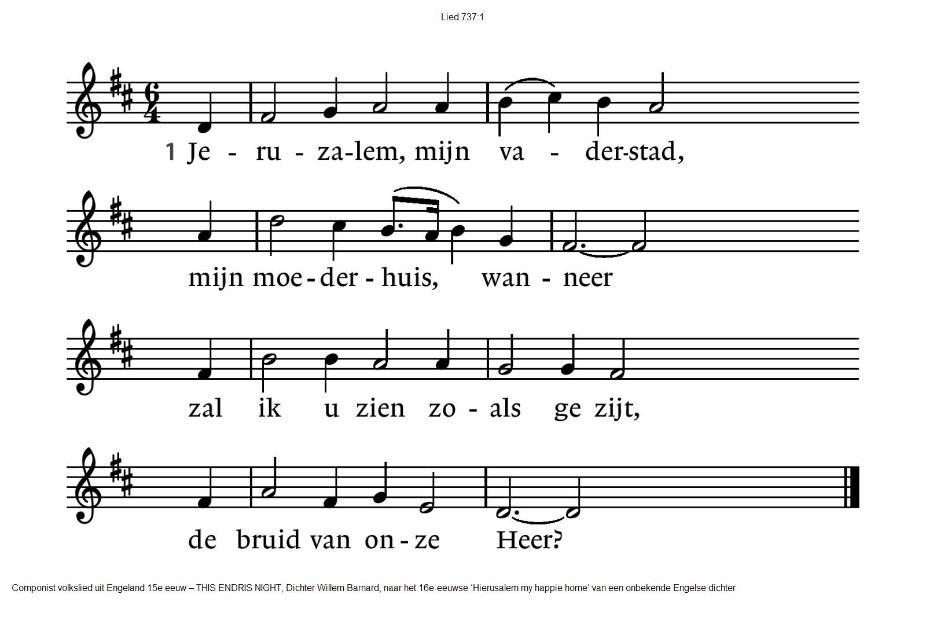 Lied 737:1
6
4
1 Je - ru - za-lem, mijn va - der-stad,
mijn moe-der - huis, wan - neer
zal ik u zien zo - als ge zijt,
de bruid van on - ze Heer?
Componist volkslied uit Engeland 15e eeuw – THIS ENDRIS NIGHT, Dichter Willem Barnard, naar het 16e-eeuwse 'Hierusalem my happie home' van een onbekende Engelse dichter